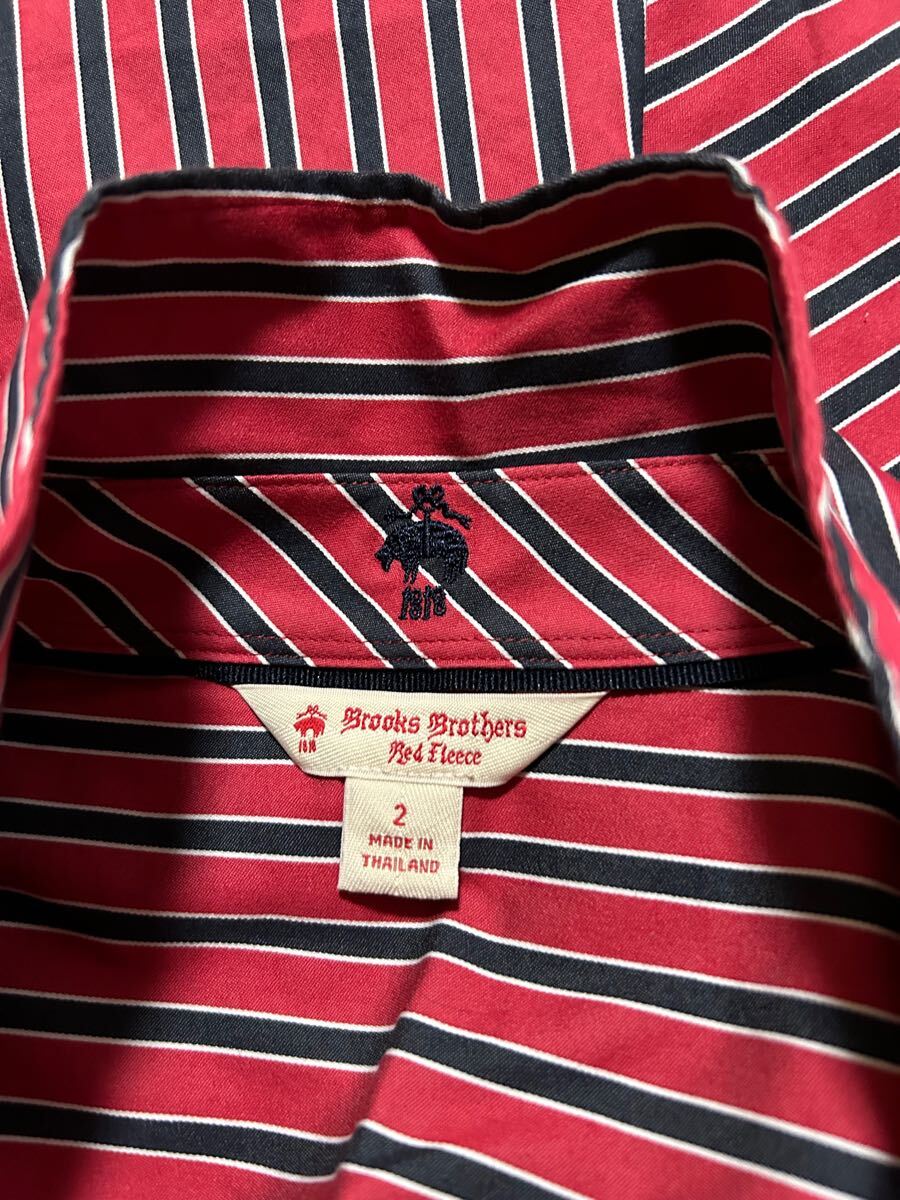 1818
Brooks Brothers
1818
Red Fleece
2
MADE IN
THAILAND